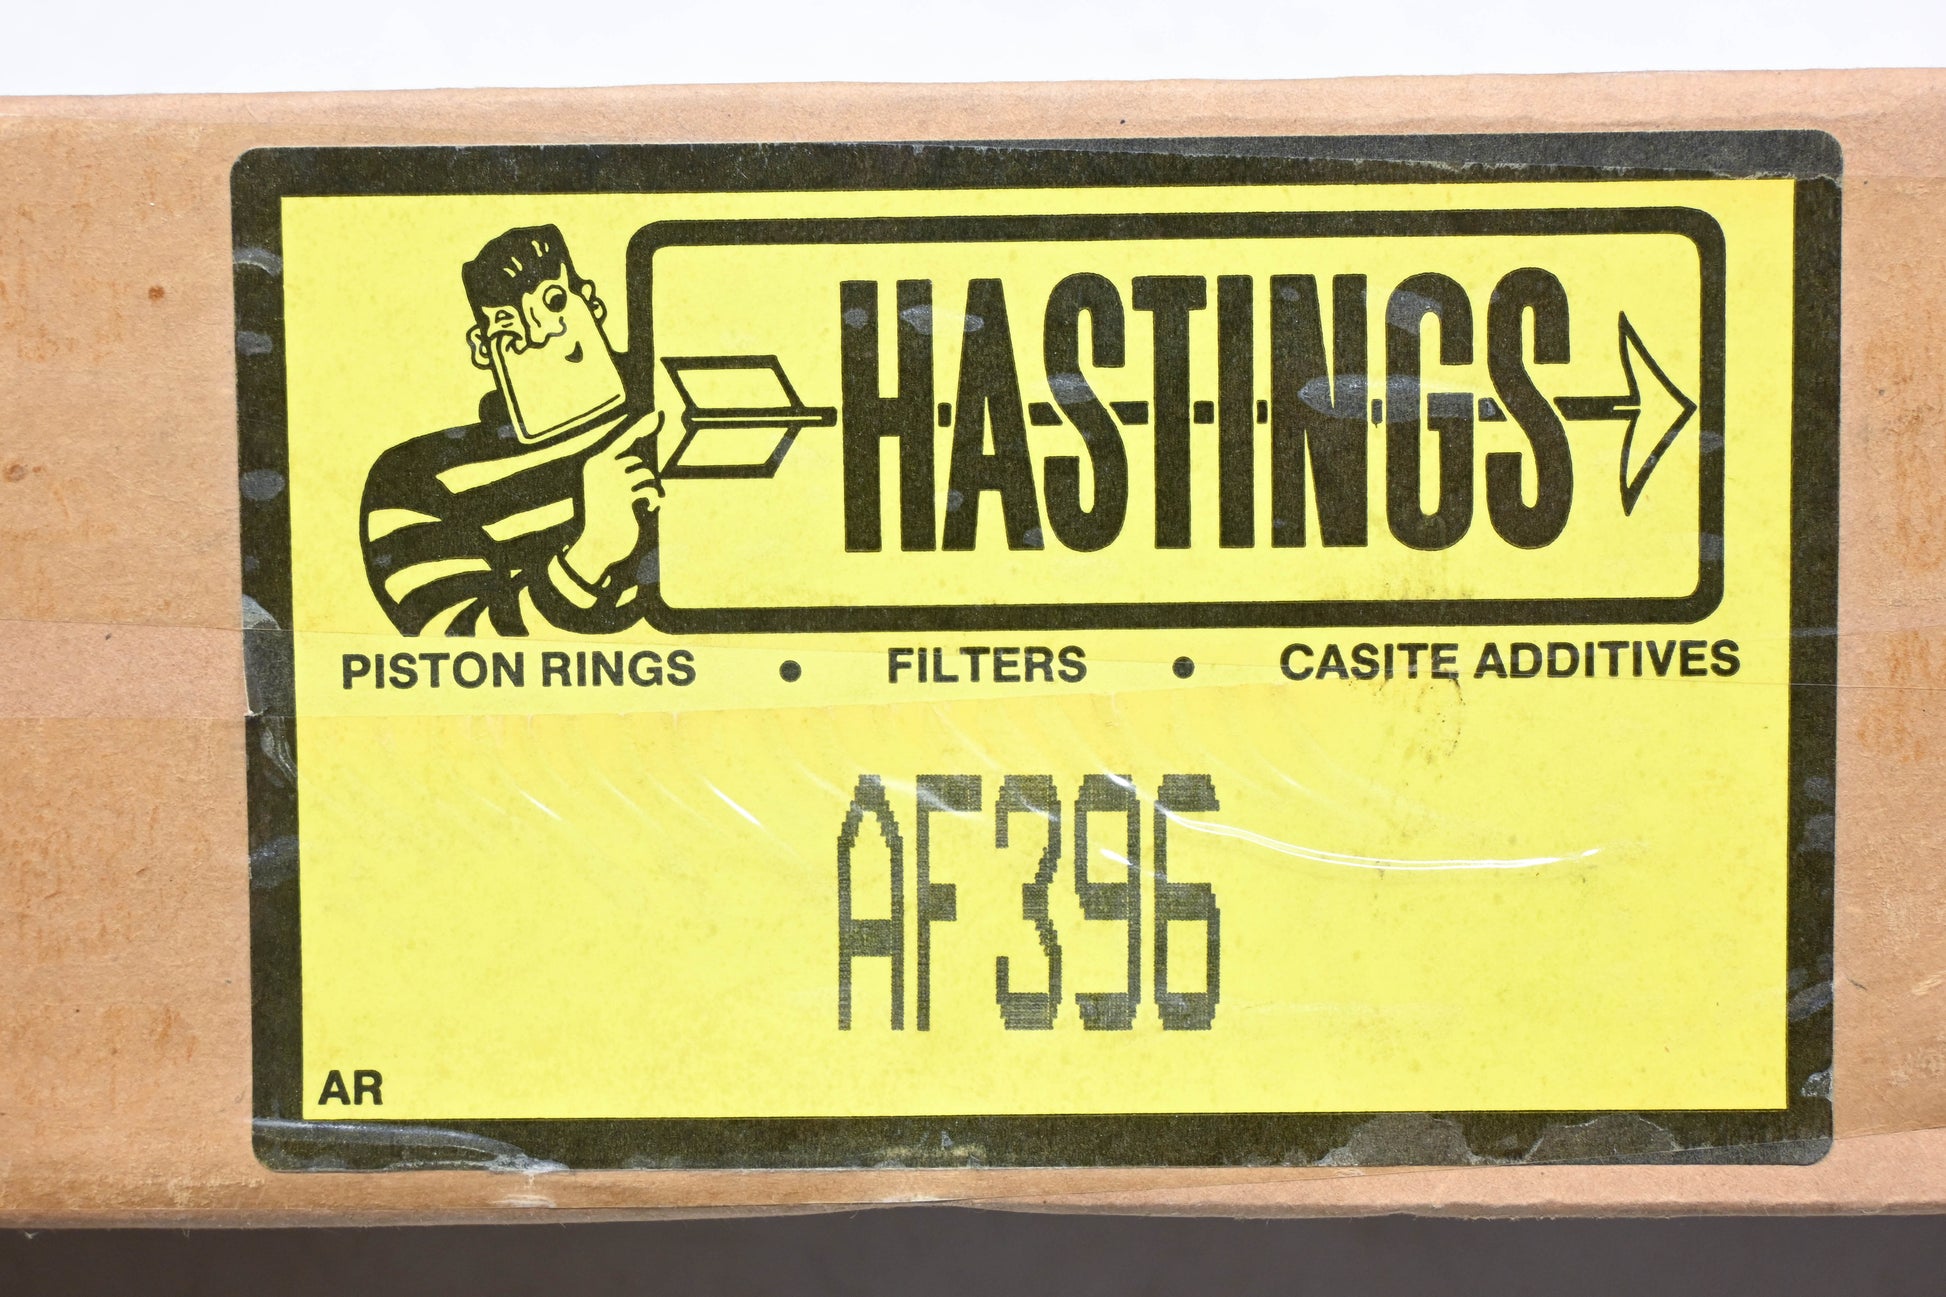 HASTINGS
PISTON RINGS • FILTERS • CASITE ADDITIVES
AF396
AR